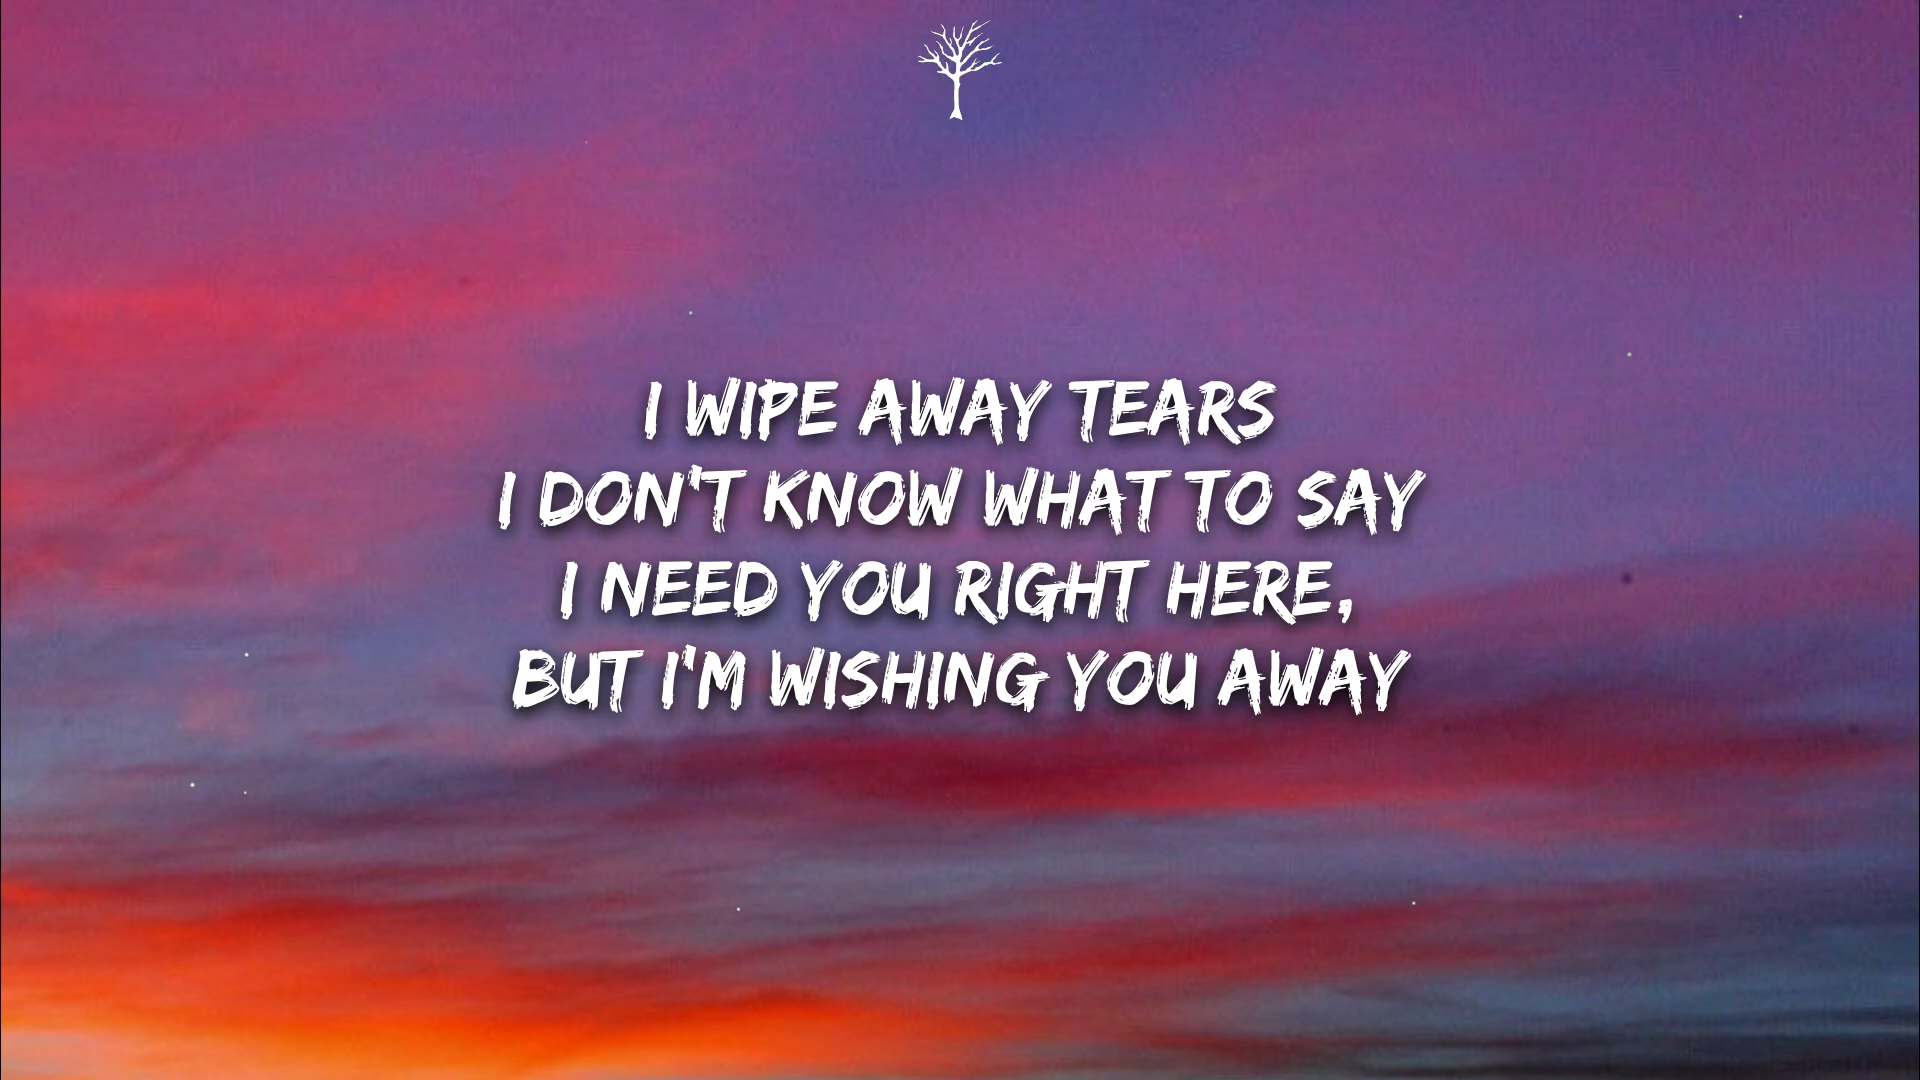 I WIPE AWAY TEARS
I DON'T KNOW WHAT TO SAY
I NEED YOU RIGHT HERE,
BUT I'M WISHING YOU AWAY